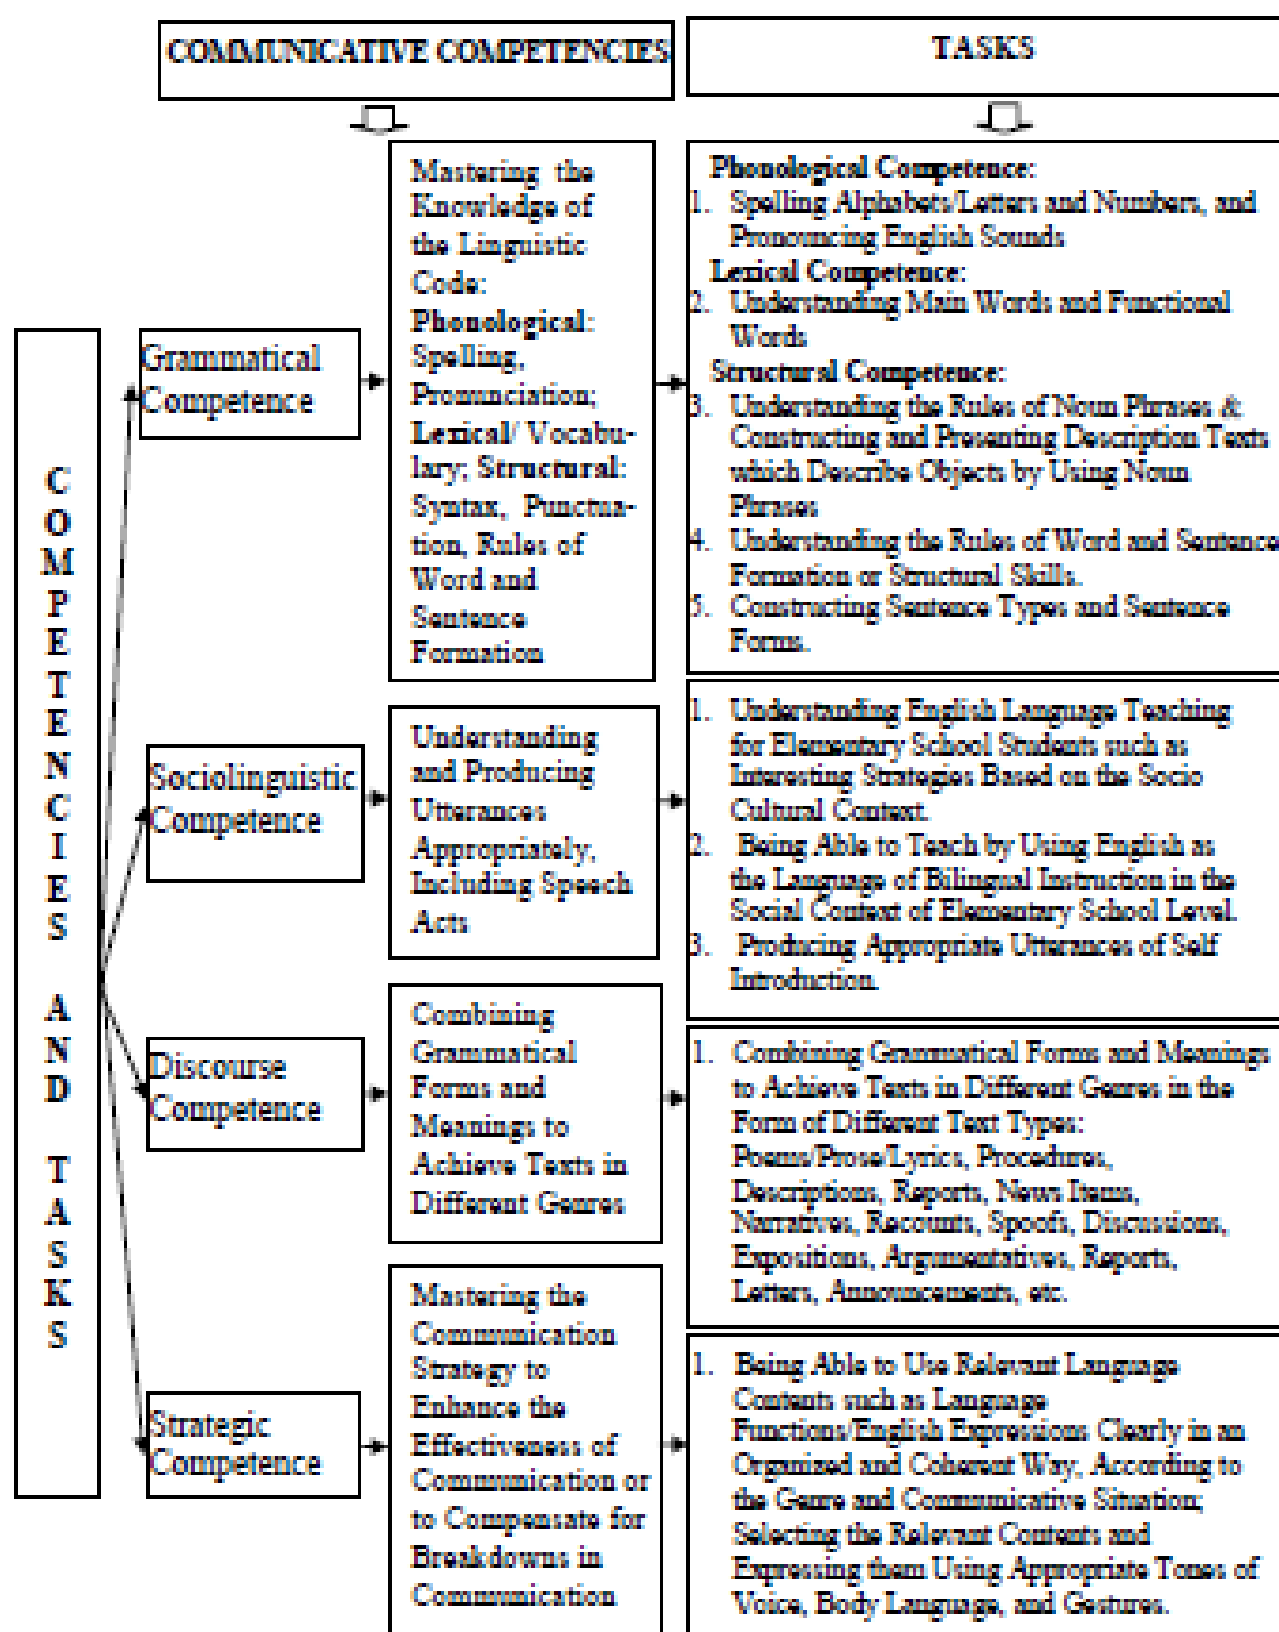 COMMUNICATIVE COMPETENCIES
TASKS
COMPETENCIES AND TASKS
Grammatical
Competence
Mastering the
Knowledge of
the Linguistic
Code:
Phonological:
Spelling,
Pronunciation;
Lexical/ Vocabu-
lary; Structural:
Syntax, Punctua-
tion, Rules of
Word and
Sentence
Formation
Phonological Competence:
1. Spelling Alphabets/Letters and Numbers, and
Pronouncing English Sounds
Lexical Competence:
2. Understanding Main Words and Functional
Words
Structural Competence:
3. Understanding the Rules of Noun Phrases &
Constructing and Presenting Description Texts
which Describe Objects by Using Noun
Phrases
4. Understanding the Rules of Word and Sentence
Formation or Structural Skills.
5. Constructing Sentence Types and Sentence
Forms.
Sociolinguistic
Competence
Understanding
and Producing
Utterances
Appropriately,
Including Speech
Acts
1. Understanding English Language Teaching
for Elementary School Students such as
Interesting Strategies Based on the Socio
Cultural Context.
2. Being Able to Teach by Using English as
the Language of Bilingual Instruction in the
Social Context of Elementary School Level.
3. Producing Appropriate Utterances of Self
Introduction.
Discourse
Competence
Combining
Grammatical
Forms and
Meanings to
Achieve Texts in
Different Genres
1. Combining Grammatical Forms and Meanings
to Achieve Texts in Different Genres in the
Form of Different Text Types:
Poems/Prose/Lyrics, Procedures,
Descriptions, Reports, News Items,
Narratives, Recounts, Spoofs, Discussions,
Expositions, Argumentatives, Reports,
Letters, Announcements, etc.
Strategic
Competence
Mastering the
Communication
Strategy to
Enhance the
Effectiveness of
Communication or
to Compensate for
Breakdowns in
Communication
1. Being Able to Use Relevant Language
Contents such as Language
Functions/English Expressions Clearly in an
Organized and Coherent Way, According to
the Genre and Communicative Situation;
Selecting the Relevant Contents and
Expressing them Using Appropriate Tones of
Voice, Body Language, and Gestures.